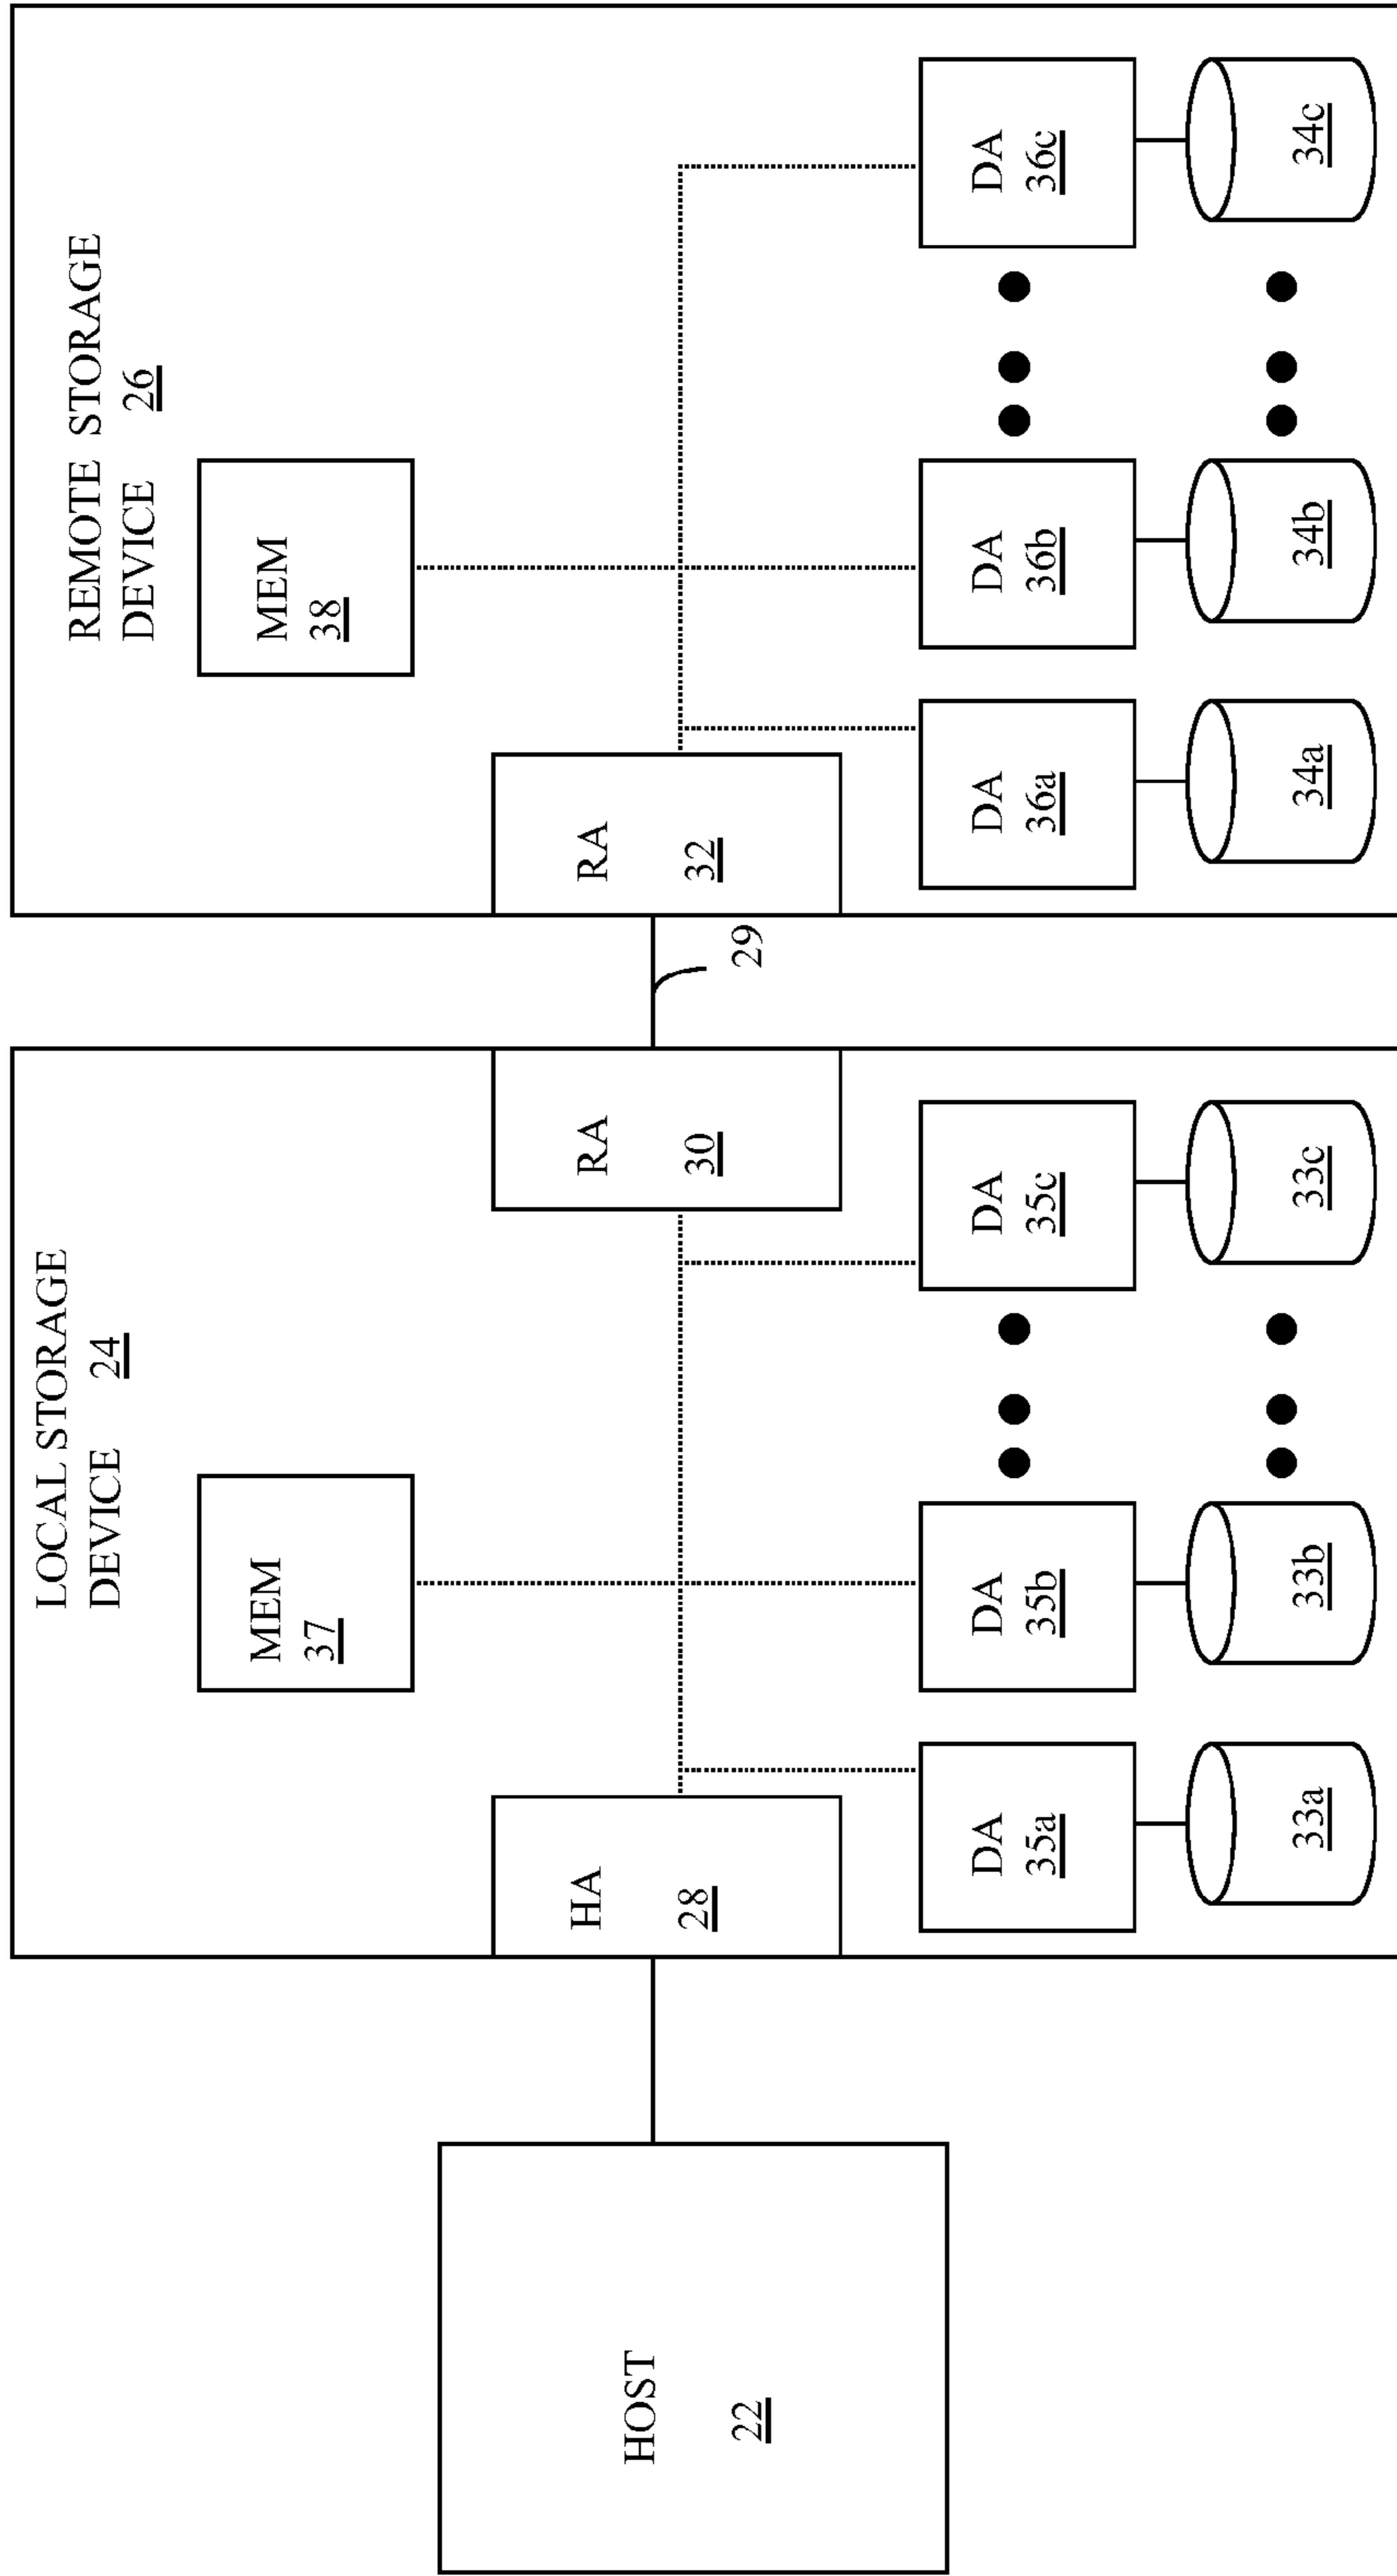 HOST
22
LOCAL STORAGE
DEVICE 24
MEM
37
HA
28
RA
30
DA
35a
DA
35b
DA
35c
33a
33b
33c
29
REMOTE STORAGE
DEVICE 26
MEM
38
RA
32
DA
36a
DA
36b
DA
36c
34a
34b
34c